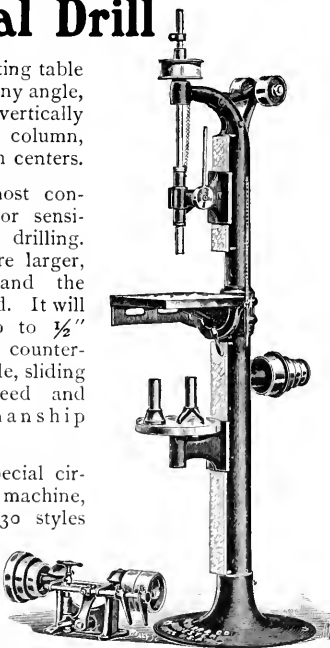 al Drill
ting table
ny angle,
vertically
column,
n centers.
nost con-
or sensi-
drilling.
re larger,
and the
d. It will
o to ½"
counter-
le, sliding
eed and
manship
pecial cir-
machine,
30 styles